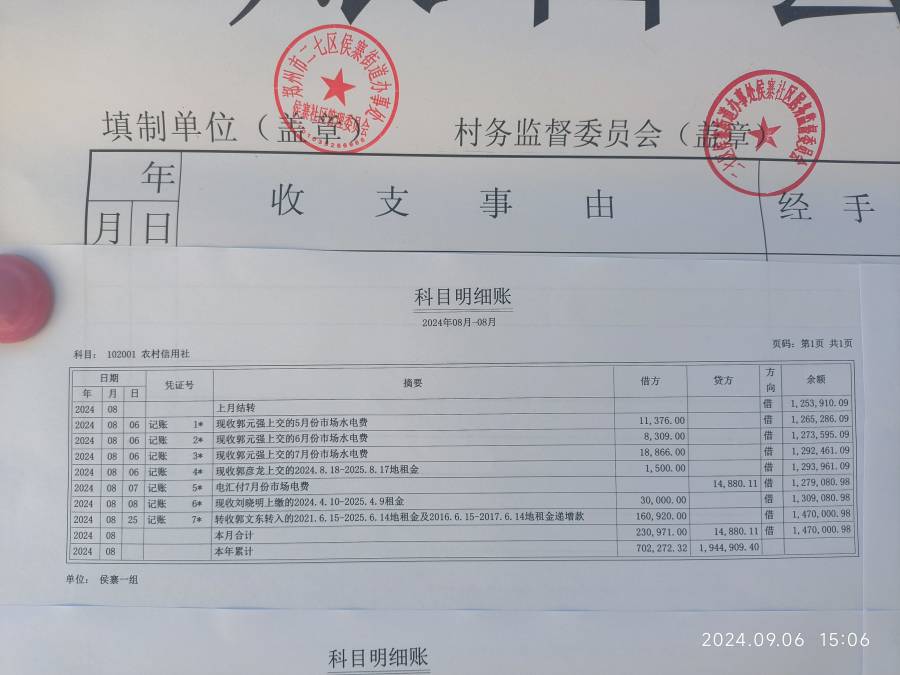 填制单位（盖章）
村务监督委员会（盖章）
年
月 日
收 支 事 由
经 手
科目明细账
2024年08月-08月
科目： 102001 农村信用社
页码：第1页 共1页
日期 凭证号 摘要 借方 贷方 方向 余额
年 月 日
2024 08 上月结转 借 1,253,910.09
2024 08 06 记账 1* 现收郭元强上交的5月份市场水电费 11,376.00 借 1,265,286.09
2024 08 06 记账 2* 现收郭元强上交的6月份市场水电费 8,309.00 借 1,273,595.09
2024 08 06 记账 3* 现收郭元强上交的7月份市场水电费 18,866.00 借 1,292,461.09
2024 08 06 记账 4* 现收郭彦龙上交的2024.8.18-2025.8.17地租金 1,500.00 借 1,293,961.09
2024 08 07 记账 5* 电汇付7月份市场电费 14,880.11 借 1,279,080.98
2024 08 08 记账 6* 现收刘晓明上缴的2024.4.10-2025.4.9租金 30,000.00 借 1,309,080.98
2024 08 25 记账 7* 转收郭文东转入的2021.6.15-2025.6.14地租金及2016.6.15-2017.6.14地租金递增款 160,920.00 借 1,470,000.98
2024 08 本月合计 230,971.00 14,880.11 借 1,470,000.98
2024 08 本年累计 702,272.32 1,944,909.40
单位： 侯寨一组
科目明细账
2024.09.06 15:06